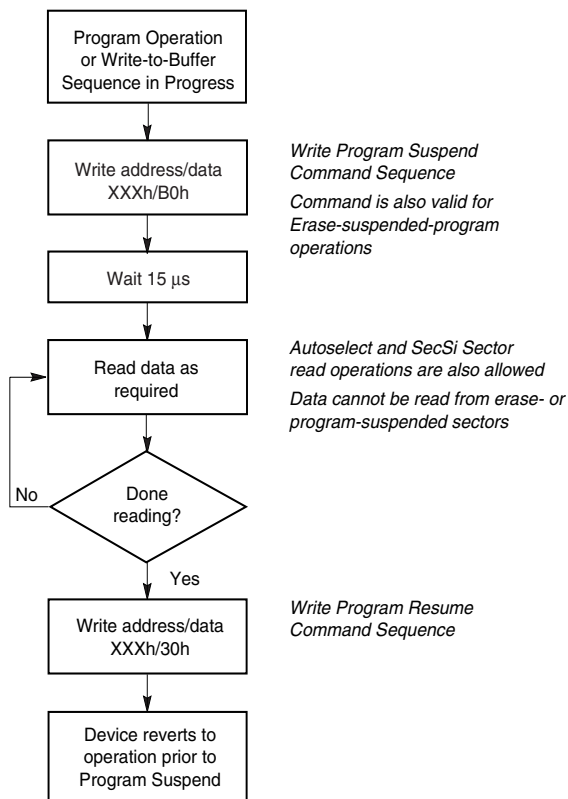 Program Operation
or Write-to-Buffer
Sequence in Progress
Write address/data
XXXh/B0h
Write Program Suspend
Command Sequence
Command is also valid for
Erase-suspended-program
operations
Wait 15 μs
Read data as
required
Autoselect and SecSi Sector
read operations are also allowed
Data cannot be read from erase- or
program-suspended sectors
No
Done
reading?
Yes
Write address/data
XXXh/30h
Write Program Resume
Command Sequence
Device reverts to
operation prior to
Program Suspend